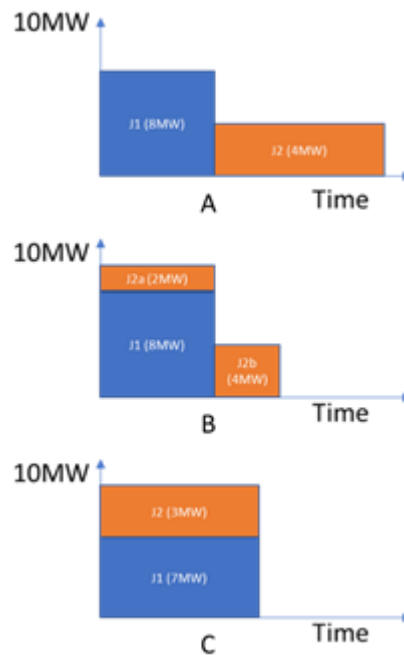 10MW
J1 (8MW)
J2 (4MW)
A
Time
10MW
J2a (2MW)
J1 (8MW)
J2b
(4MW)
Time
B
10MW
J2 (3MW)
J1 (7MW)
Time
C